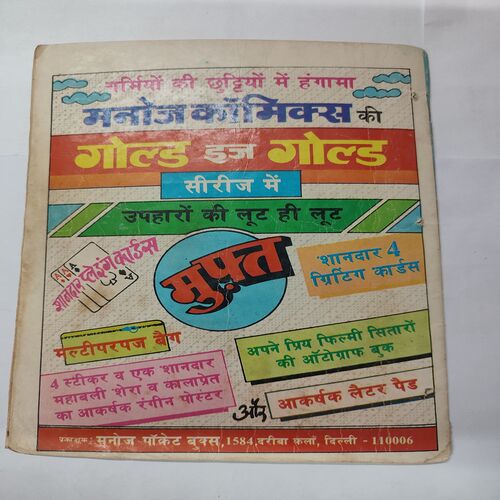 गर्मियों की छुट्टियों में हंगामा
मनोज कॉमिक्स की
गोल्ड इज गोल्ड
सीरीज में
उपहारों की लूट ही लूट
शानदार प्लेइंग कार्डस
मुफ़्त
शानदार 4
ग्रिटिंग कार्डस
मल्टीपरपज बैग
अपने प्रिय फिल्मी सितारों
की ऑटोग्राफ बुक
4 स्टीकर व एक शानदार
महाबली शेरा व कालाप्रेत
का आकर्षक रंगीन पोस्टर
और
आकर्षक लैटर पैड
प्रकाशक: मनोज पॉकेट बुक्स, 1584, दरीबा कलां, दिल्ली - 110006